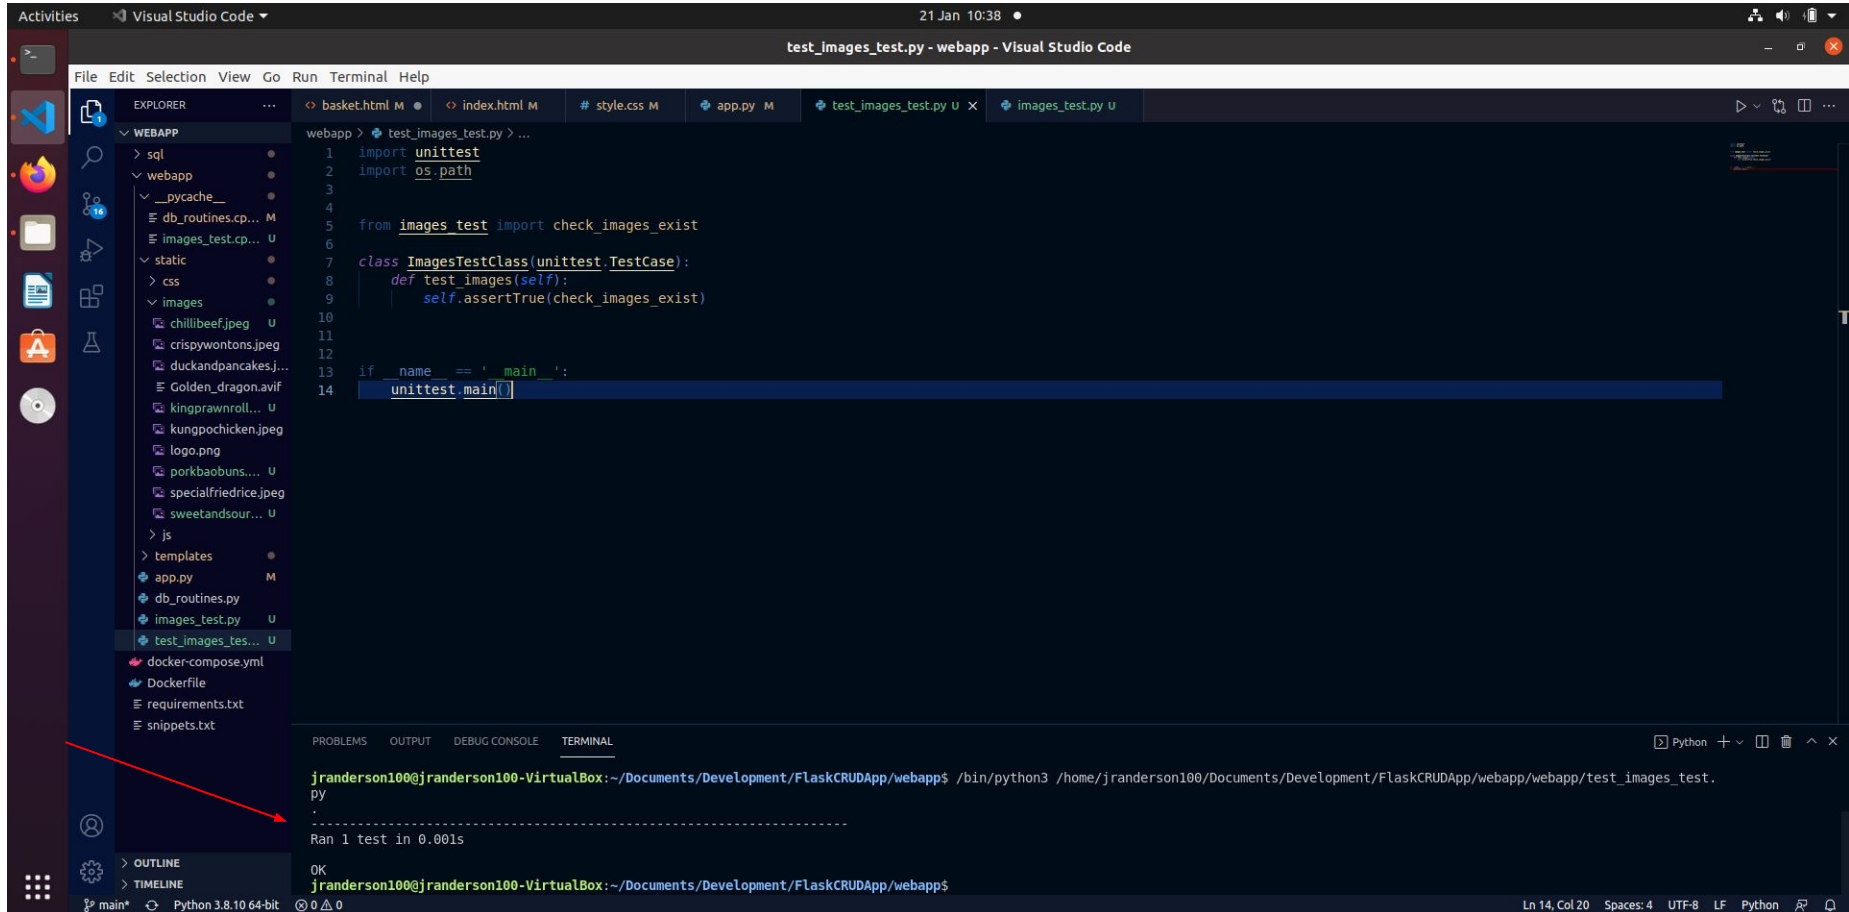 Activities Visual Studio Code 21 Jan 10:38
test_images_test.py - webapp - Visual Studio Code
File Edit Selection View Go Run Terminal Help
EXPLORER ... basket.html M index.html M # style.css M app.py M test_images_test.py U images_test.py U
WEBAPP
webapp > test_images_test.py > ...
sql
webapp
__pycache__
db_routines.cp... M
images_test.cp... U
static
css
images
chillibeef.jpeg U
crispywontons.jpeg
duckandpancakes.j...
Golden_dragon.avif
kingprawnroll... U
kungpochicken.jpeg
logo.png
porkbaobuns.... U
specialfriedrice.jpeg
sweetandsour... U
js
templates
app.py M
db_routines.py
images_test.py U
test_images_tes... U
docker-compose.yml
Dockerfile
requirements.txt
snippets.txt
OUTLINE
TIMELINE
1 import unittest
2 import os.path
3
4
5 from images_test import check_images_exist
6
7 class ImagesTestClass(unittest.TestCase):
8 def test_images(self):
9 self.assertTrue(check_images_exist)
10
11
12
13 if __name__ == '__main__':
14 unittest.main()
PROBLEMS OUTPUT DEBUG CONSOLE TERMINAL Python
jranderson100@jranderson100-VirtualBox:~/Documents/Development/FlaskCRUDApp/webapp$ /bin/python3 /home/jranderson100/Documents/Development/FlaskCRUDApp/webapp/webapp/test_images_test.
py
.
----------------------------------------------------------------------
Ran 1 test in 0.001s
OK
jranderson100@jranderson100-VirtualBox:~/Documents/Development/FlaskCRUDApp/webapp$
main* Python 3.8.10 64-bit 0 0 Ln 14, Col 20 Spaces: 4 UTF-8 LF Python